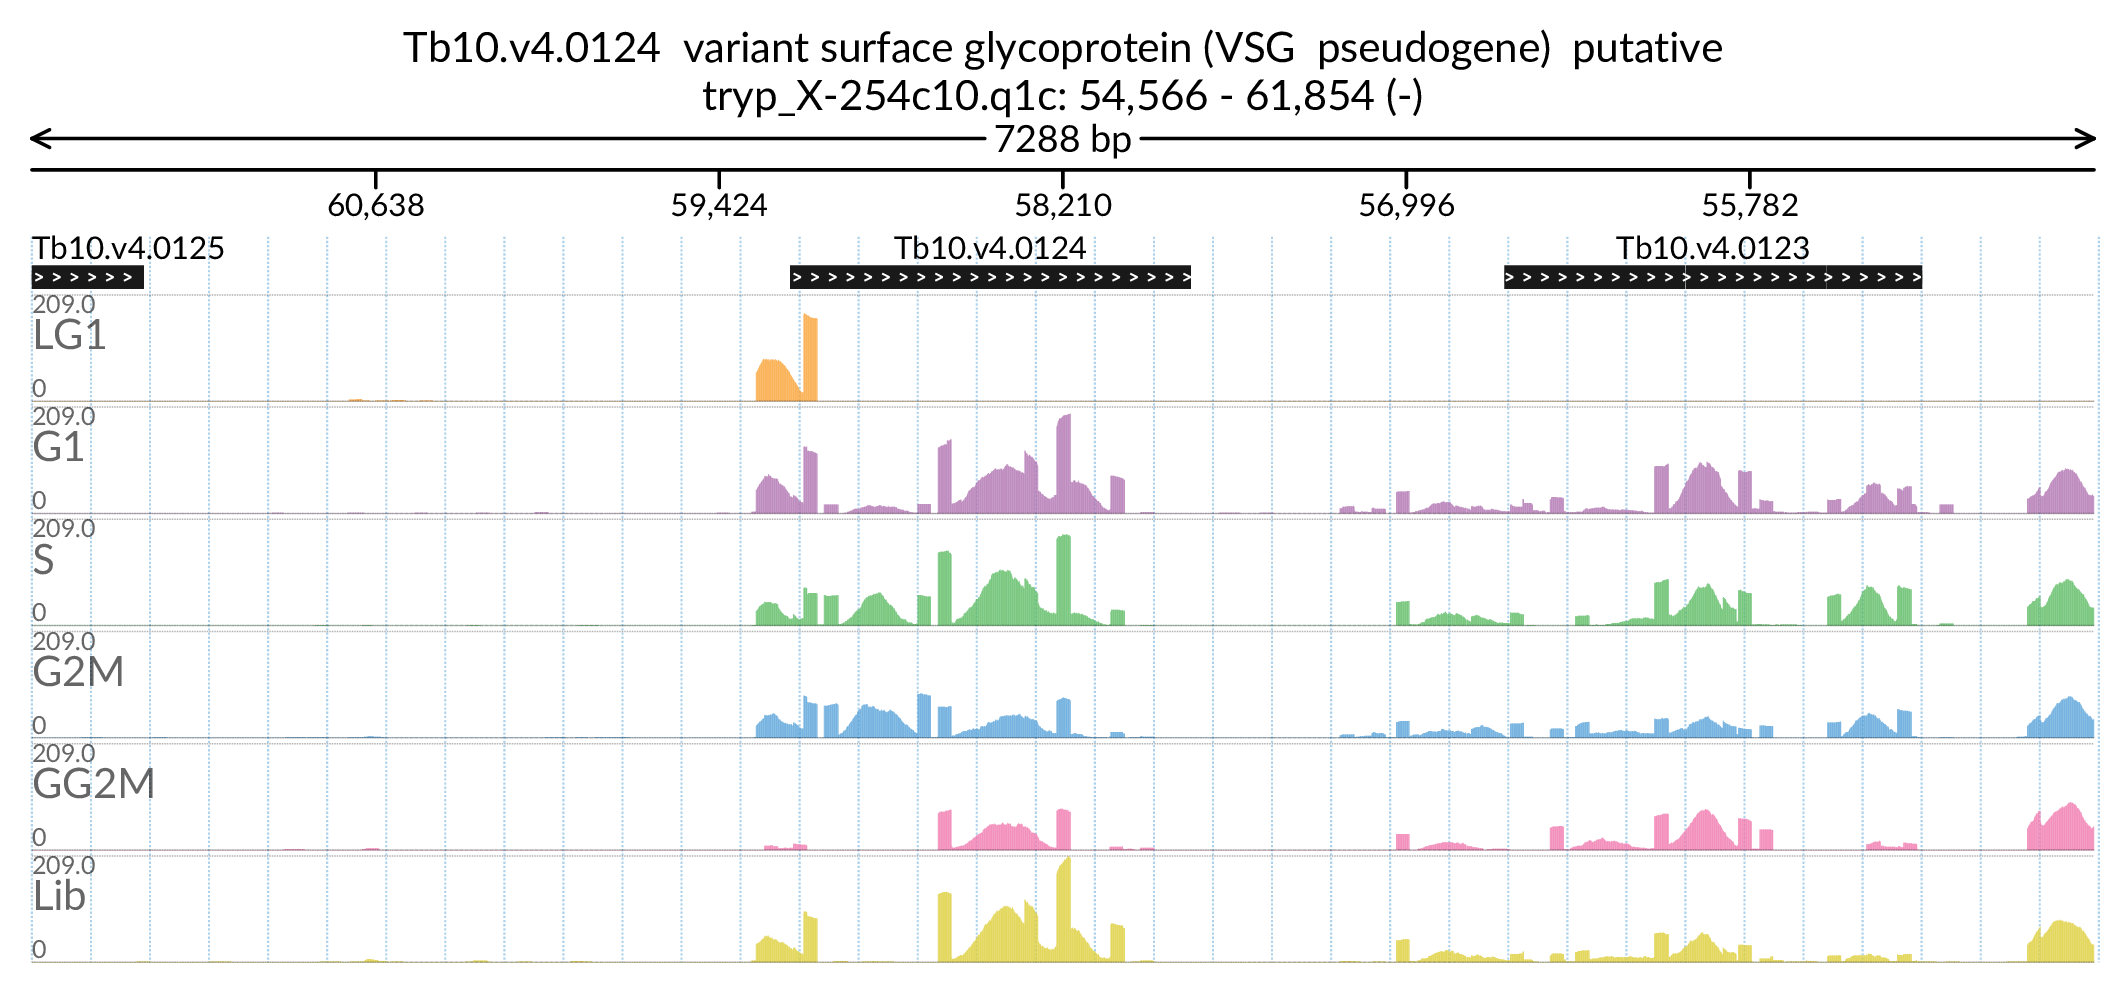 Tb10.v4.0124 variant surface glycoprotein (VSG pseudogene) putative
tryp_X-254c10.q1c: 54,566 - 61,854 (-)
7288 bp
60,638 59,424 58,210 56,996 55,782
Tb10.v4.0125 Tb10.v4.0124 Tb10.v4.0123
209.0
LG1
0
209.0
G1
0
209.0
S
0
209.0
G2M
0
209.0
GG2M
0
209.0
Lib
0